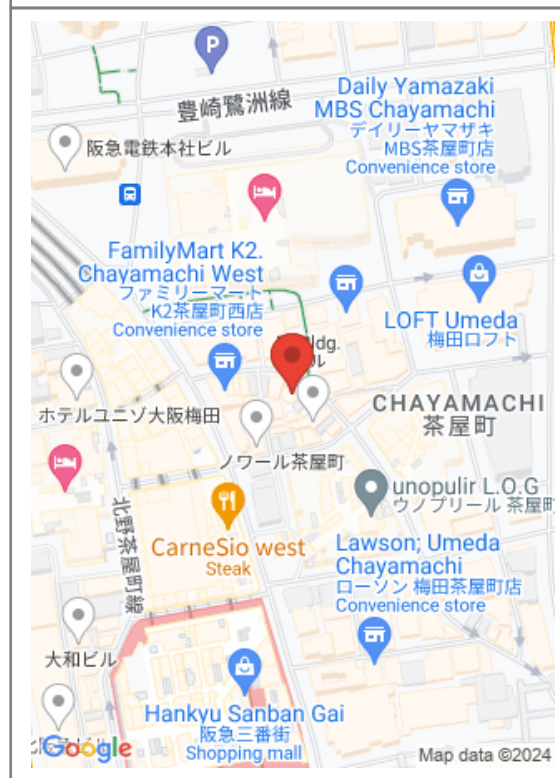 P
豊崎鷺洲線
Daily Yamazaki
MBS Chayamachi
デイリーヤマザキ
MBS茶屋町店
Convenience store
阪急電鉄本社ビル
FamilyMart K2.
Chayamachi West
ファミリーマート
K2茶屋町西店
Convenience store
LOFT Umeda
梅田ロフト
ホテルユニゾ大阪梅田
CHAYAMACHI
茶屋町
ノワール茶屋町
unopulir L.O.G
ウノプリール 茶屋町
北野茶屋町線
CarneSio west
Steak
Lawson; Umeda
Chayamachi
ローソン 梅田茶屋町店
Convenience store
大和ビル
Hankyu Sanban Gai
阪急三番街
Shopping mall
Google
Map data ©2024